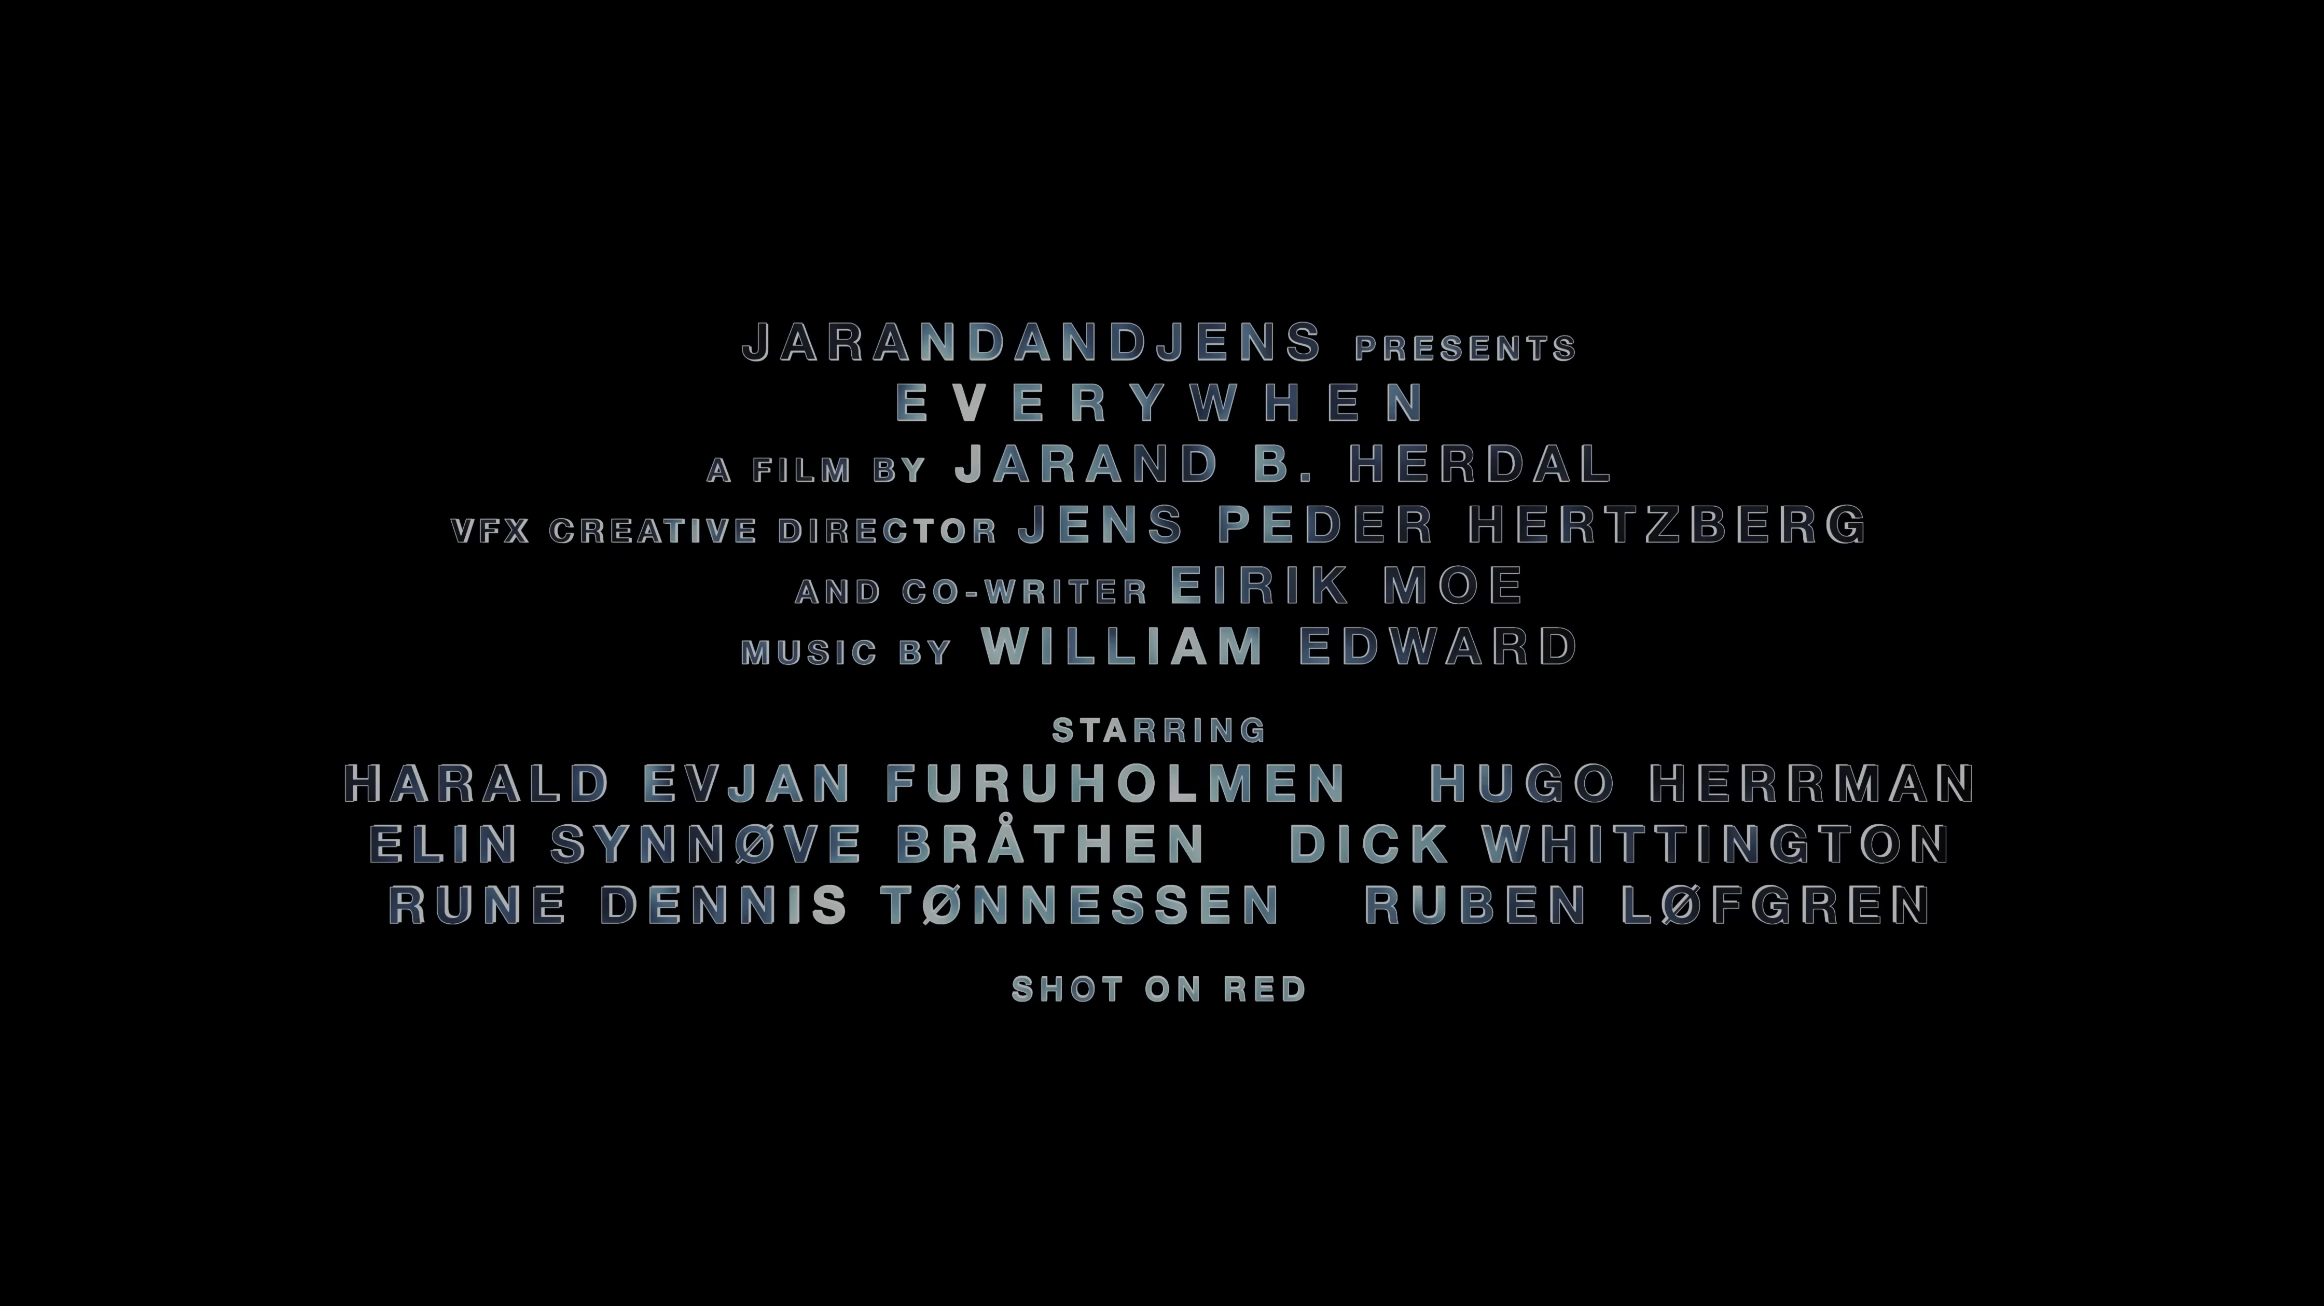 JARANDANDJENS PRESENTS
EVERYWHEN
A FILM BY JARAND B. HERDAL
VFX CREATIVE DIRECTOR JENS PEDER HERTZBERG
AND CO-WRITER EIRIK MOE
MUSIC BY WILLIAM EDWARD
STARRING
HARALD EVJAN FURUHOLMEN HUGO HERRMAN
ELIN SYNNØVE BRÅTHEN DICK WHITTINGTON
RUNE DENNIS TØNNESSEN RUBEN LØFGREN
SHOT ON RED